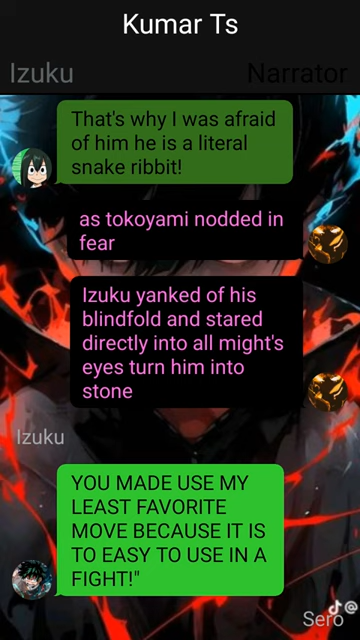 Kumar Ts
Izuku
Narrator
That's why I was afraid
of him he is a literal
snake ribbit!
as tokoyami nodded in
fear
Izuku yanked of his
blindfold and stared
directly into all might's
eyes turn him into
stone
Izuku
YOU MADE USE MY
LEAST FAVORITE
MOVE BECAUSE IT IS
TO EASY TO USE IN A
FIGHT!"
Sero
@